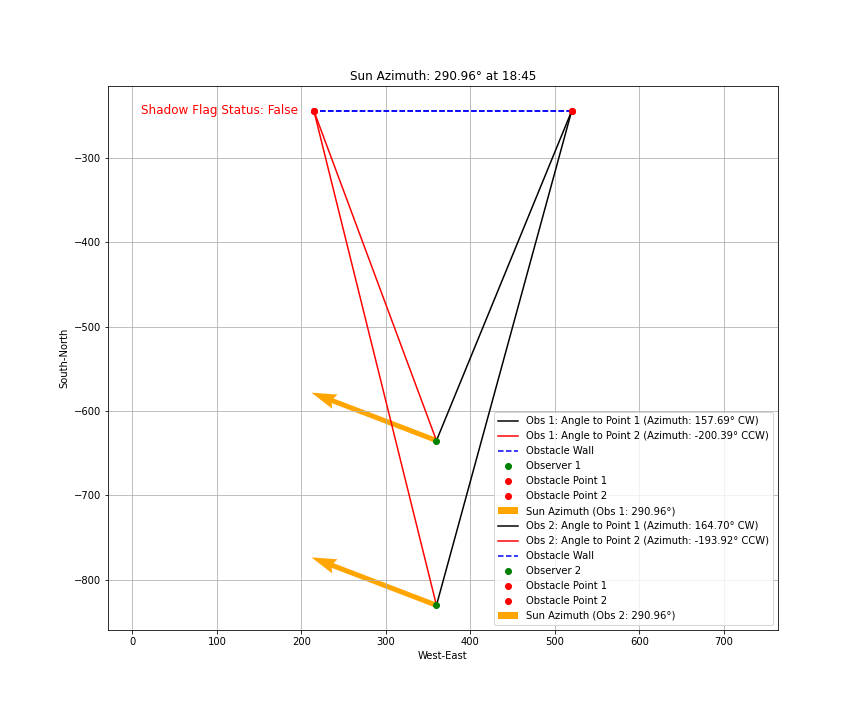 Sun Azimuth: 290.96° at 18:45
Shadow Flag Status: False
−300
−400
−500
−600
−700
−800
South-North
Obs 1: Angle to Point 1 (Azimuth: 157.69° CW)
Obs 1: Angle to Point 2 (Azimuth: -200.39° CCW)
Obstacle Wall
Observer 1
Obstacle Point 1
Obstacle Point 2
Sun Azimuth (Obs 1: 290.96°)
Obs 2: Angle to Point 1 (Azimuth: 164.70° CW)
Obs 2: Angle to Point 2 (Azimuth: -193.92° CCW)
Obstacle Wall
Observer 2
Obstacle Point 1
Obstacle Point 2
Sun Azimuth (Obs 2: 290.96°)
0 100 200 300 400 500 600 700
West-East